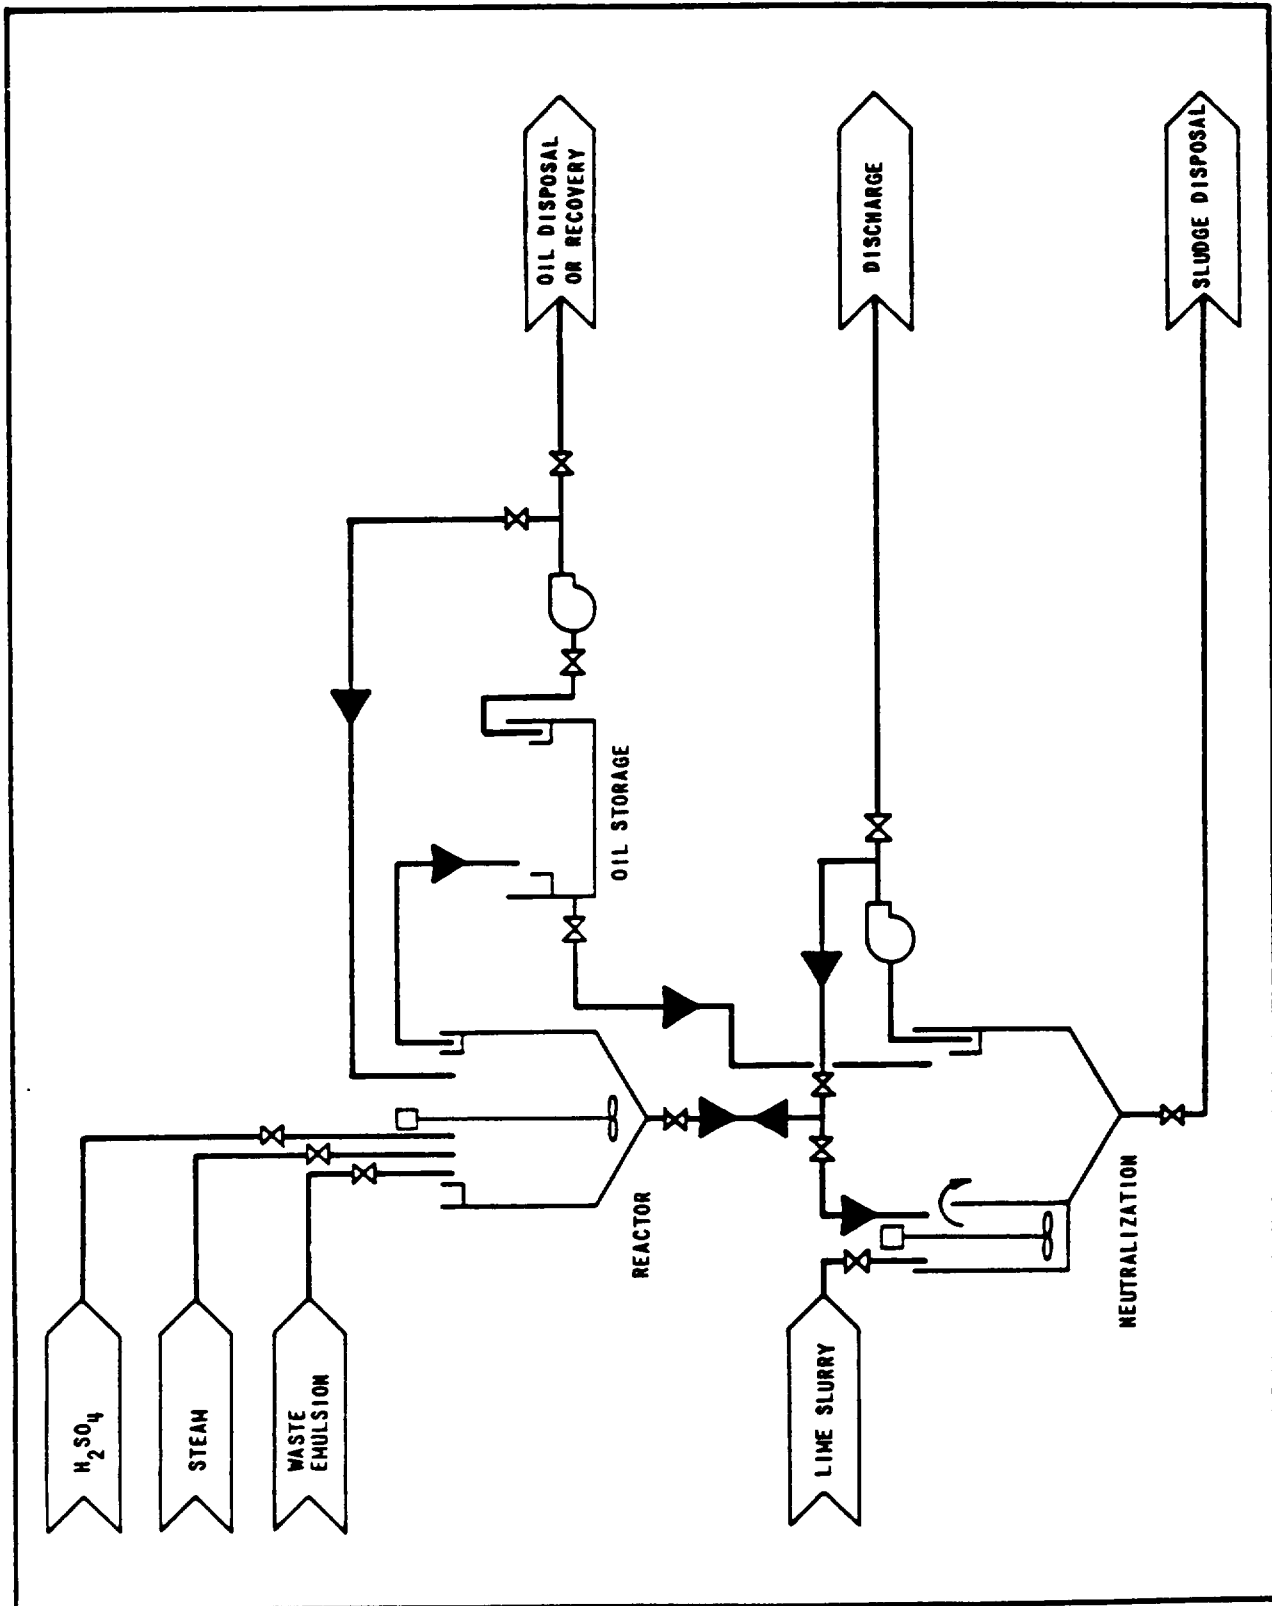 H2SO4
STEAM
WASTE
EMULSION
REACTOR
OIL STORAGE
OIL DISPOSAL
OR RECOVERY
LIME SLURRY
NEUTRALIZATION
DISCHARGE
SLUDGE DISPOSAL